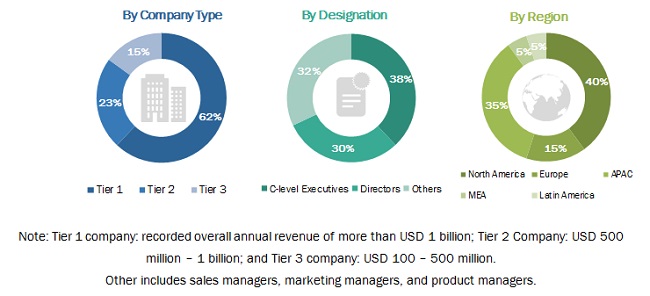 By Company Type
15%
23%
62%
Tier 1 Tier 2 Tier 3
By Designation
32%
38%
30%
C-level Executives Directors Others
By Region
5% 5%
40%
35%
15%
North America Europe APAC
MEA Latin America
Note: Tier 1 company: recorded overall annual revenue of more than USD 1 billion; Tier 2 Company: USD 500
million – 1 billion; and Tier 3 company: USD 100 – 500 million.
Other includes sales managers, marketing managers, and product managers.